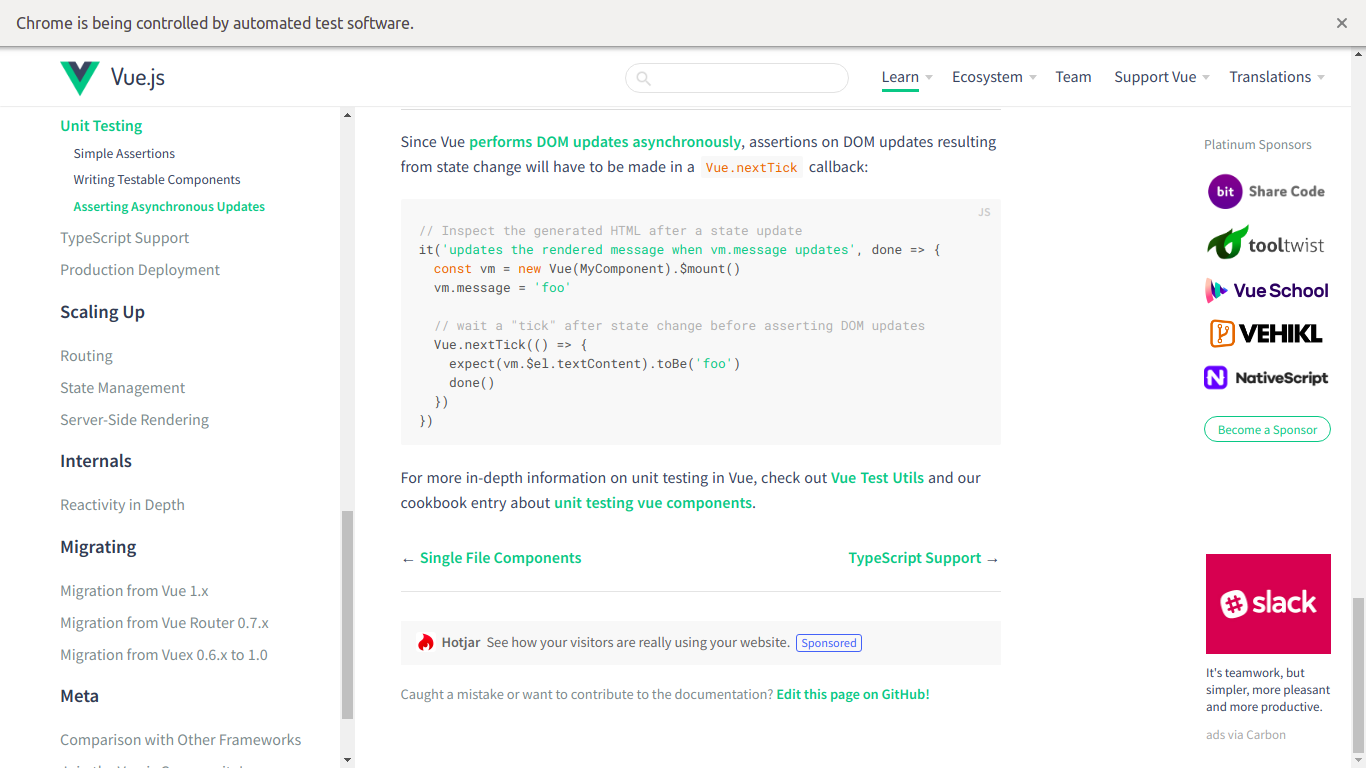 Chrome is being controlled by automated test software.
Vue.js
Learn
Ecosystem
Team
Support Vue
Translations
Unit Testing
Simple Assertions
Writing Testable Components
Asserting Asynchronous Updates
TypeScript Support
Production Deployment
Scaling Up
Routing
State Management
Server-Side Rendering
Internals
Reactivity in Depth
Migrating
Migration from Vue 1.x
Migration from Vue Router 0.7.x
Migration from Vuex 0.6.x to 1.0
Meta
Comparison with Other Frameworks
Since Vue performs DOM updates asynchronously, assertions on DOM updates resulting
from state change will have to be made in a Vue.nextTick callback:
JS
// Inspect the generated HTML after a state update
it('updates the rendered message when vm.message updates', done => {
  const vm = new Vue(MyComponent).$mount()
  vm.message = 'foo'
  // wait a "tick" after state change before asserting DOM updates
  Vue.nextTick(() => {
    expect(vm.$el.textContent).toBe('foo')
    done()
  })
})
For more in-depth information on unit testing in Vue, check out Vue Test Utils and our
cookbook entry about unit testing vue components.
← Single File Components
TypeScript Support →
Hotjar See how your visitors are really using your website. Sponsored
Caught a mistake or want to contribute to the documentation? Edit this page on GitHub!
Platinum Sponsors
bit Share Code
tooltwist
Vue School
VEHIKL
NativeScript
Become a Sponsor
slack
It's teamwork, but
simpler, more pleasant
and more productive.
ads via Carbon